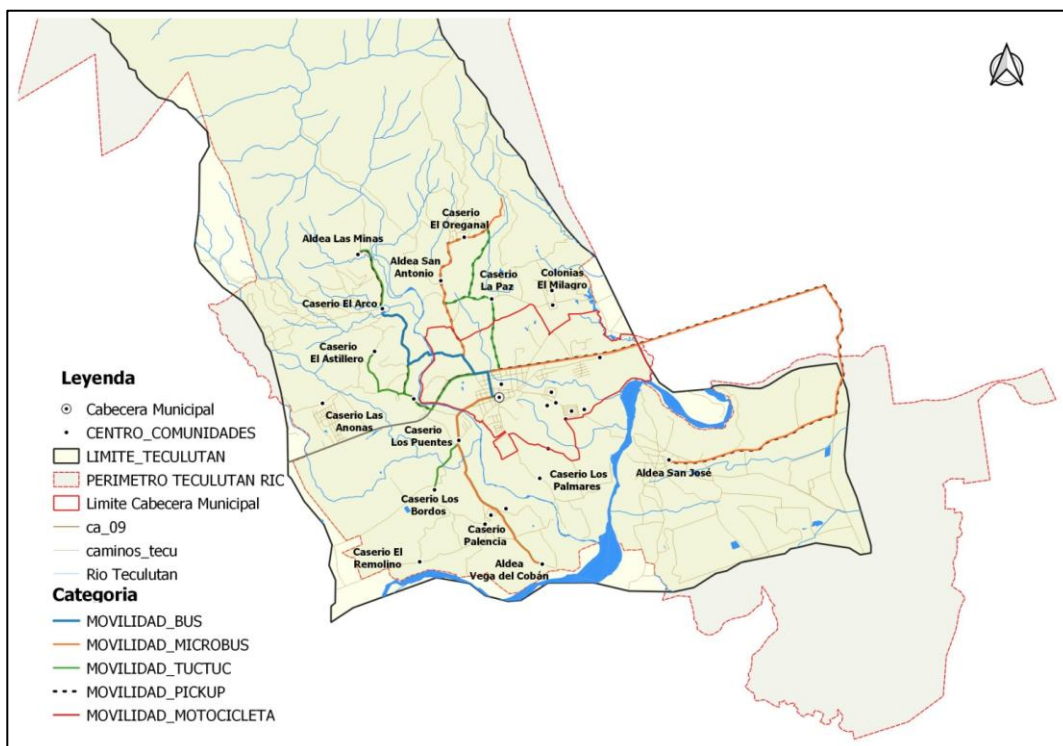 Caserio
El Oreganal
Aldea Las Minas
Aldea San
Antonio
Caserio
La Paz
Colonias
El Milagro
Caserio El Arco
Caserio
El Astillero
Caserio Las
Anonas
Caserio
Los Puentes
Aldea San José
Caserio Los
Palmares
Caserio Los
Bordos
Caserio
Palencia
Caserio El
Remolino
Aldea
Vega del Cobán
Leyenda
Cabecera Municipal
CENTRO_COMUNIDADES
LIMITE_TECULUTAN
PERIMETRO TECULUTAN RIC
Limite Cabecera Municipal
ca_09
caminos_tecu
Rio Teculutan
Categoria
MOVILIDAD_BUS
MOVILIDAD_MICROBUS
MOVILIDAD_TUCTUC
MOVILIDAD_PICKUP
MOVILIDAD_MOTOCICLETA